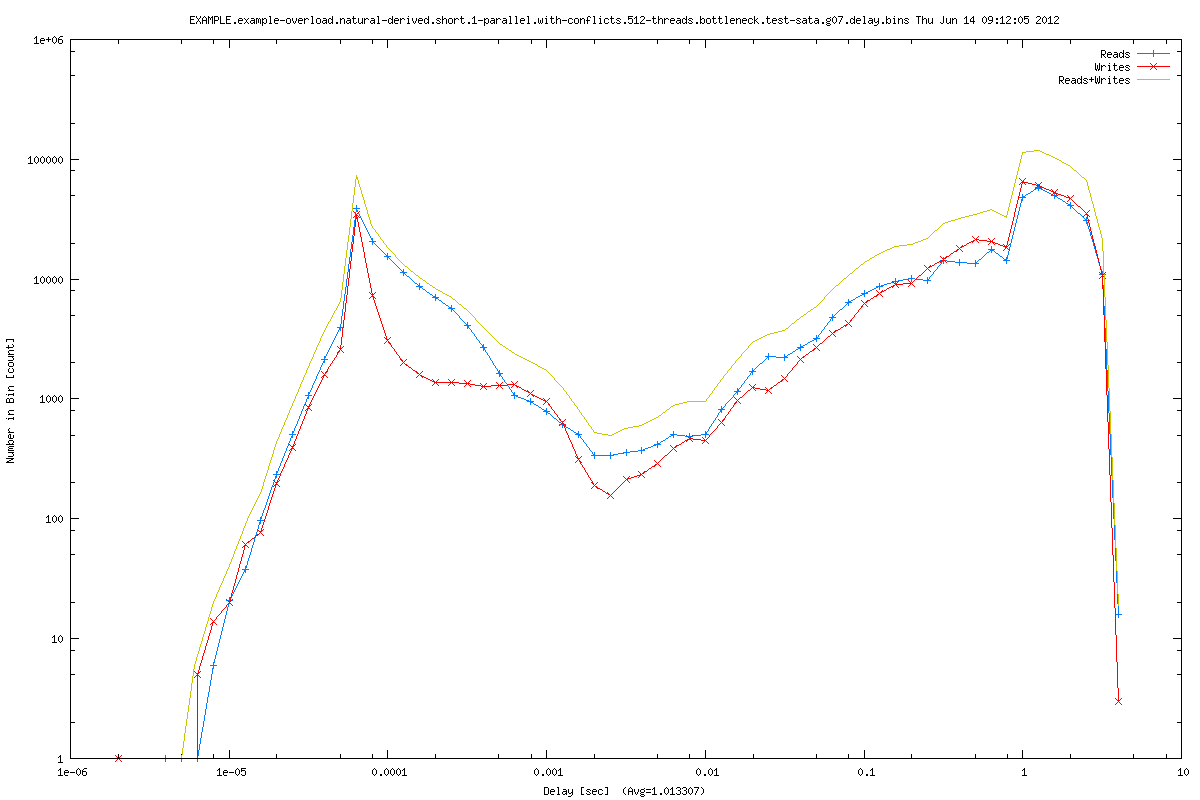 EXAMPLE.example-overload.natural-derived.short.1-parallel.with-conflicts.512-threads.bottleneck.test-sata.g07.delay.bins Thu Jun 14 09:12:05 2012
Reads
Writes
Reads+Writes
1e+06
100000
10000
1000
100
10
1
Number in Bin [count]
1e-06 1e-05 0.0001 0.001 0.01 0.1 1 10
Delay [sec] (Avg=1.013307)